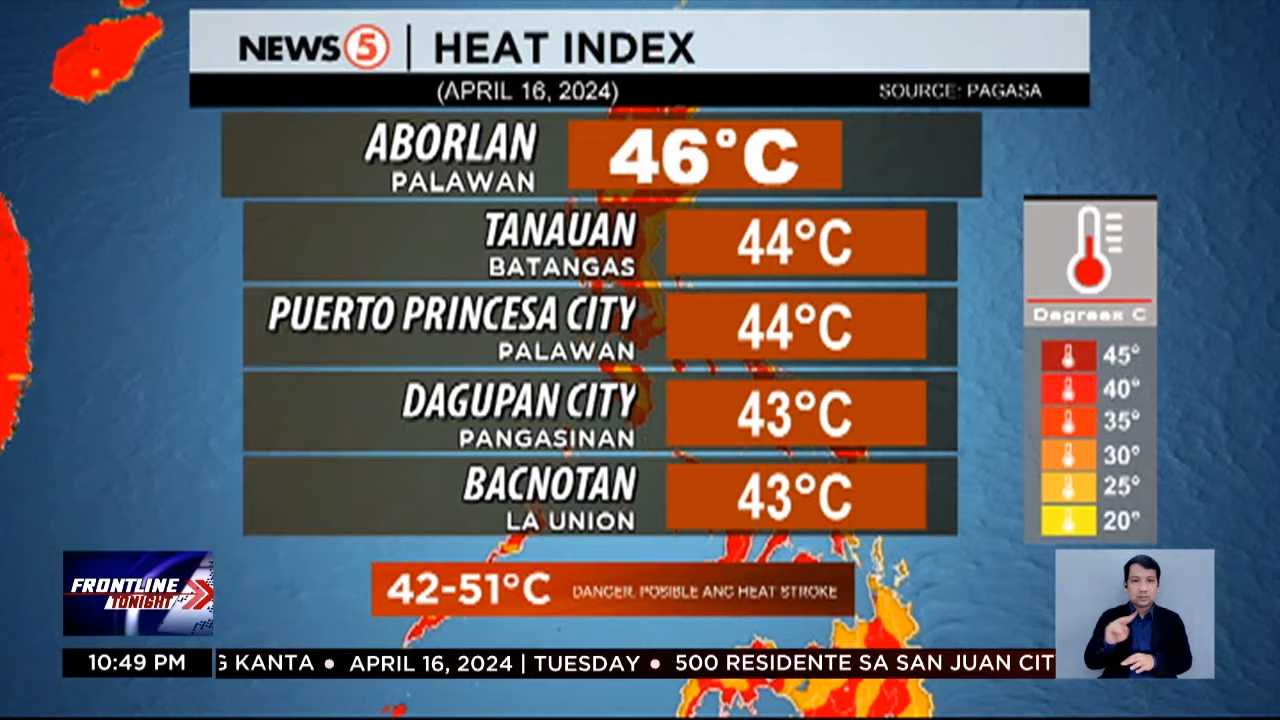 NEWS 5 | HEAT INDEX
(APRIL 16, 2024)
SOURCE: PAGASA
ABORLAN
PALAWAN
46°C
TANAUAN
BATANGAS
44°C
PUERTO PRINCESA CITY
PALAWAN
44°C
DAGUPAN CITY
PANGASINAN
43°C
BACNOTAN
LA UNION
43°C
Degrees C
45°
40°
35°
30°
25°
20°
42-51°C
DANGER, POSIBLE ANG HEAT STROKE
FRONTLINE
TONIGHT
10:49 PM
G KANTA • APRIL 16, 2024 | TUESDAY • 500 RESIDENTE SA SAN JUAN CIT